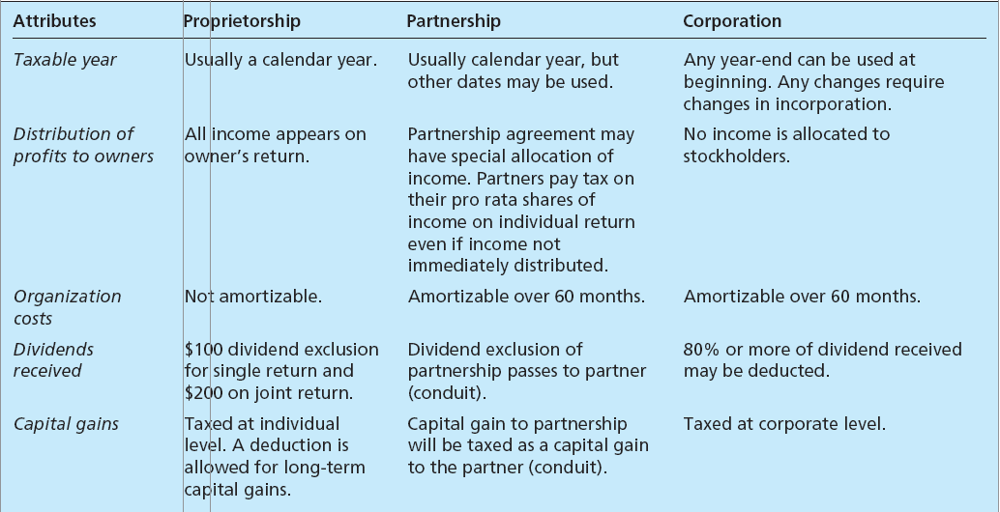 Attributes Proprietorship Partnership Corporation
Taxable year Usually a calendar year. Usually calendar year, but Any year-end can be used at
other dates may be used. beginning. Any changes require
changes in incorporation.
Distribution of All income appears on Partnership agreement may No income is allocated to
profits to owners owner's return. have special allocation of stockholders.
income. Partners pay tax on
their pro rata shares of
income on individual return
even if income not
immediately distributed.
Organization Not amortizable. Amortizable over 60 months. Amortizable over 60 months.
costs
Dividends $100 dividend exclusion Dividend exclusion of 80% or more of dividend received
received for single return and partnership passes to partner may be deducted.
$200 on joint return. (conduit).
Capital gains Taxed at individual Capital gain to partnership Taxed at corporate level.
level. A deduction is will be taxed as a capital gain
allowed for long-term to the partner (conduit).
capital gains.